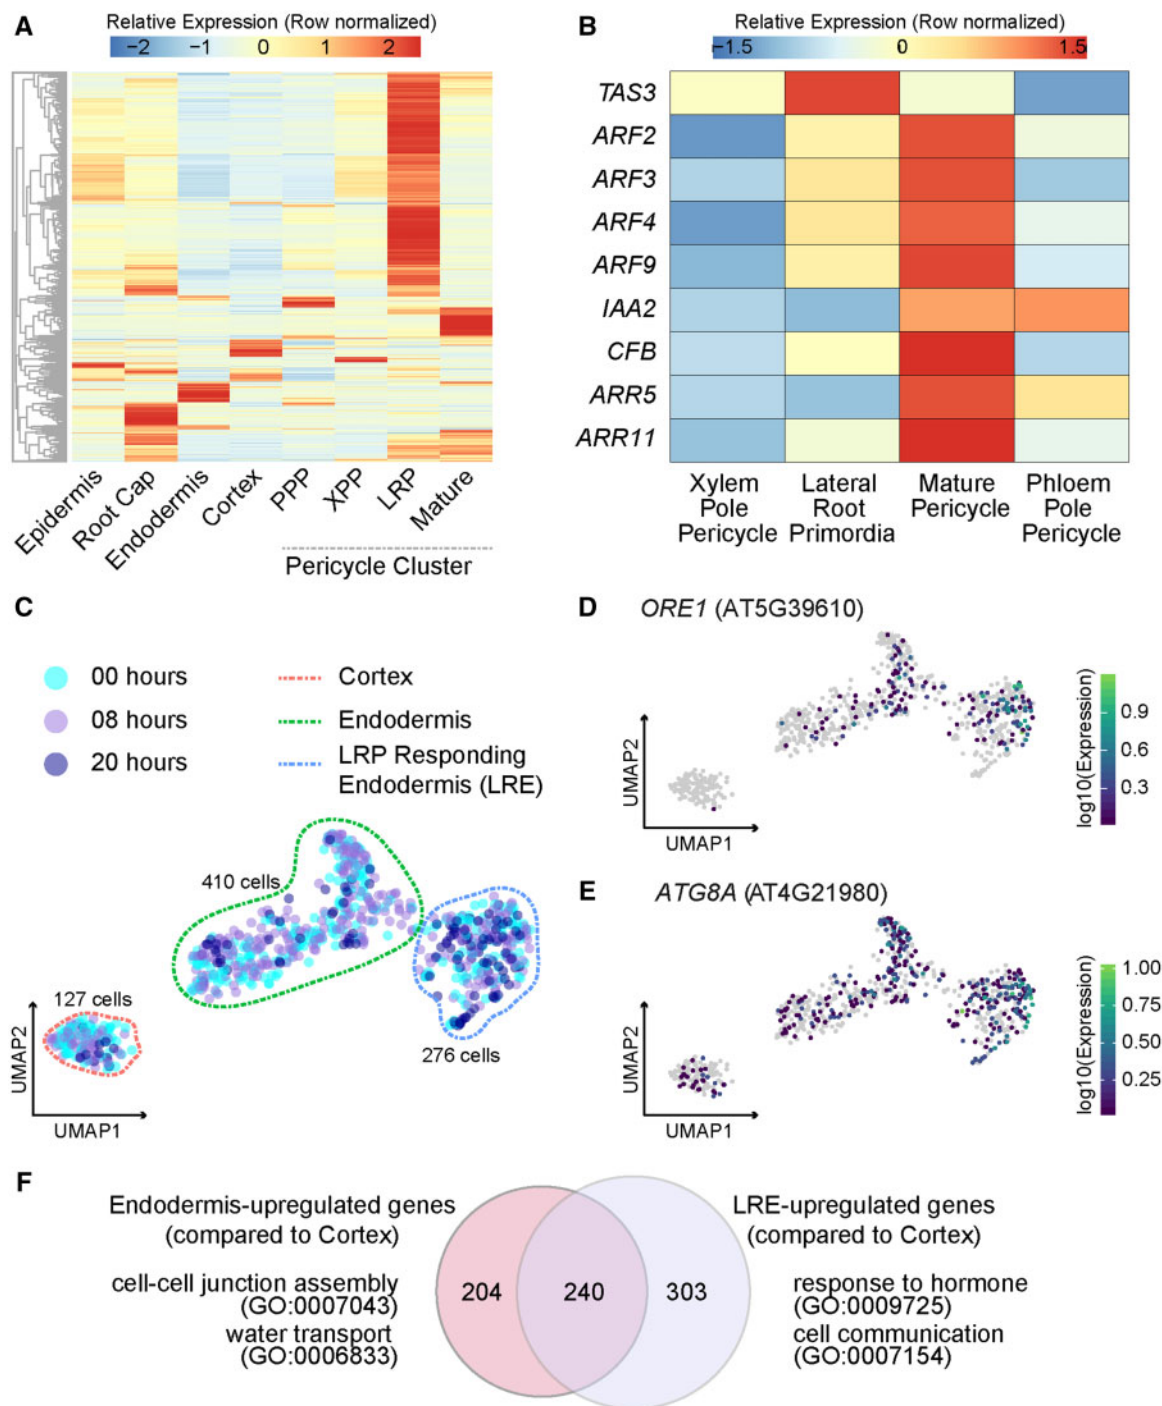 A
Relative Expression (Row normalized)
−2 −1 0 1 2
Epidermis
Root Cap
Endodermis
Cortex
PPP
XPP
LRP
Mature
Pericycle Cluster
B
Relative Expression (Row normalized)
−1.5 0 1.5
TAS3
ARF2
ARF3
ARF4
ARF9
IAA2
CFB
ARR5
ARR11
Xylem
Pole
Pericycle
Lateral
Root
Primordia
Mature
Pericycle
Phloem
Pole
Pericycle
C
00 hours
08 hours
20 hours
Cortex
Endodermis
LRP Responding
Endodermis (LRE)
410 cells
127 cells
276 cells
UMAP2
UMAP1
D
ORE1 (AT5G39610)
UMAP2
UMAP1
log10(Expression)
0.9
0.6
0.3
E
ATG8A (AT4G21980)
UMAP2
UMAP1
log10(Expression)
1.00
0.75
0.50
0.25
F
Endodermis-upregulated genes
(compared to Cortex)
cell-cell junction assembly
(GO:0007043)
water transport
(GO:0006833)
204 240 303
LRE-upregulated genes
(compared to Cortex)
response to hormone
(GO:0009725)
cell communication
(GO:0007154)